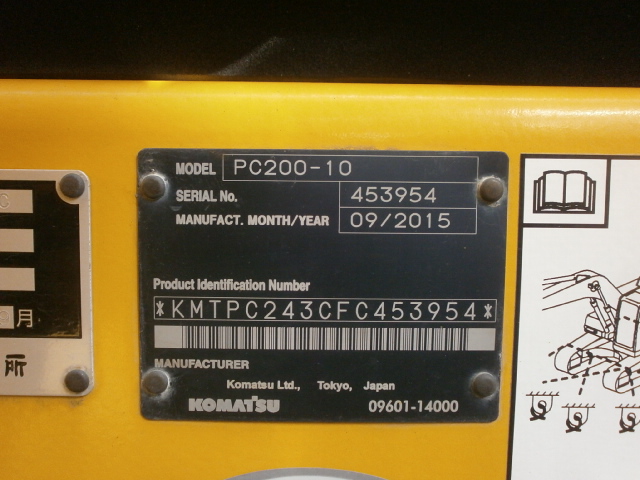 MODEL PC200-10
SERIAL No. 453954
MANUFACT. MONTH/YEAR 09/2015
Product Identification Number
*KMTPC243CFC453954*
MANUFACTURER
Komatsu Ltd., Tokyo, Japan
KOMATSU 09601-14000
月
所